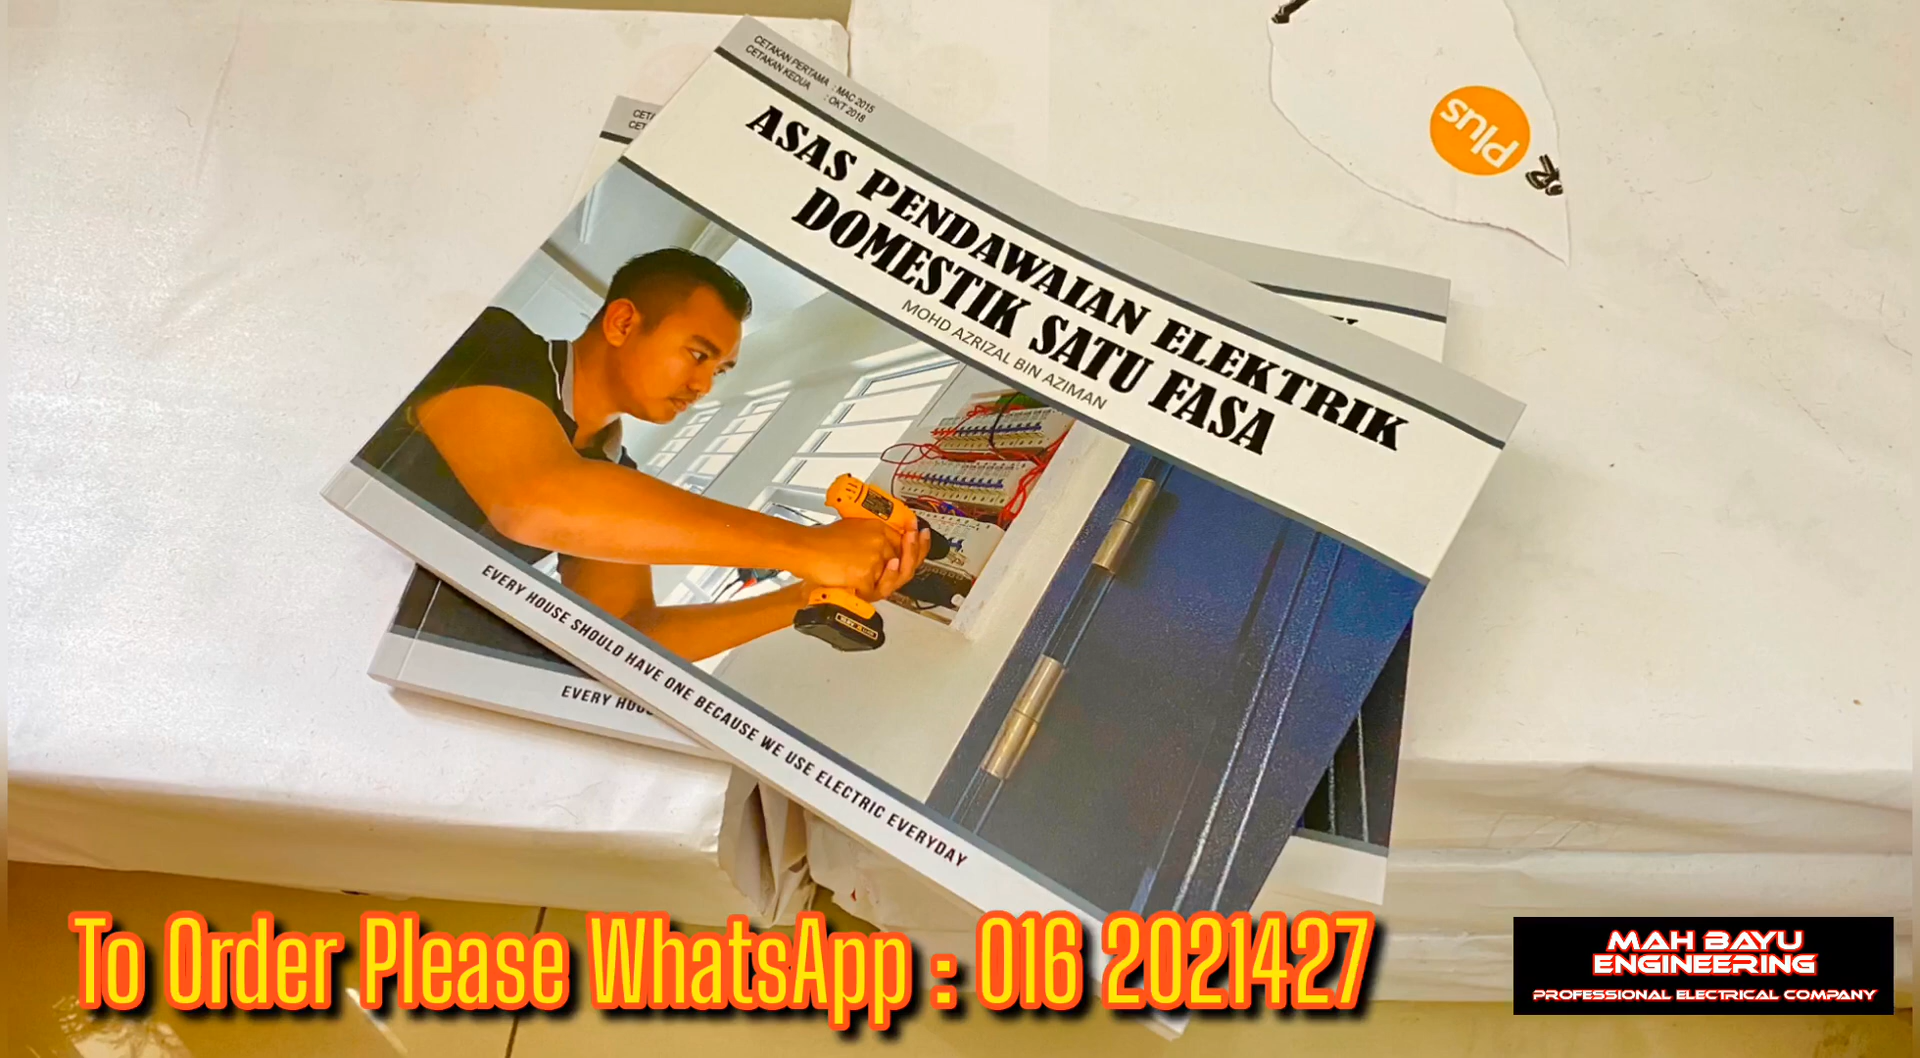 CETAKAN PERTAMA : MAC 2015
CETAKAN KEDUA : OKT 2018
ASAS PENDAWAIAN ELEKTRIK
DOMESTIK SATU FASA
MOHD AZRIZAL BIN AZIMAN
EVERY HOUSE SHOULD HAVE ONE BECAUSE WE USE ELECTRIC EVERYDAY
EVERY HOUS
Plus
To Order Please WhatsApp : 016 2021427
MAH BAYU
ENGINEERING
PROFESSIONAL ELECTRICAL COMPANY